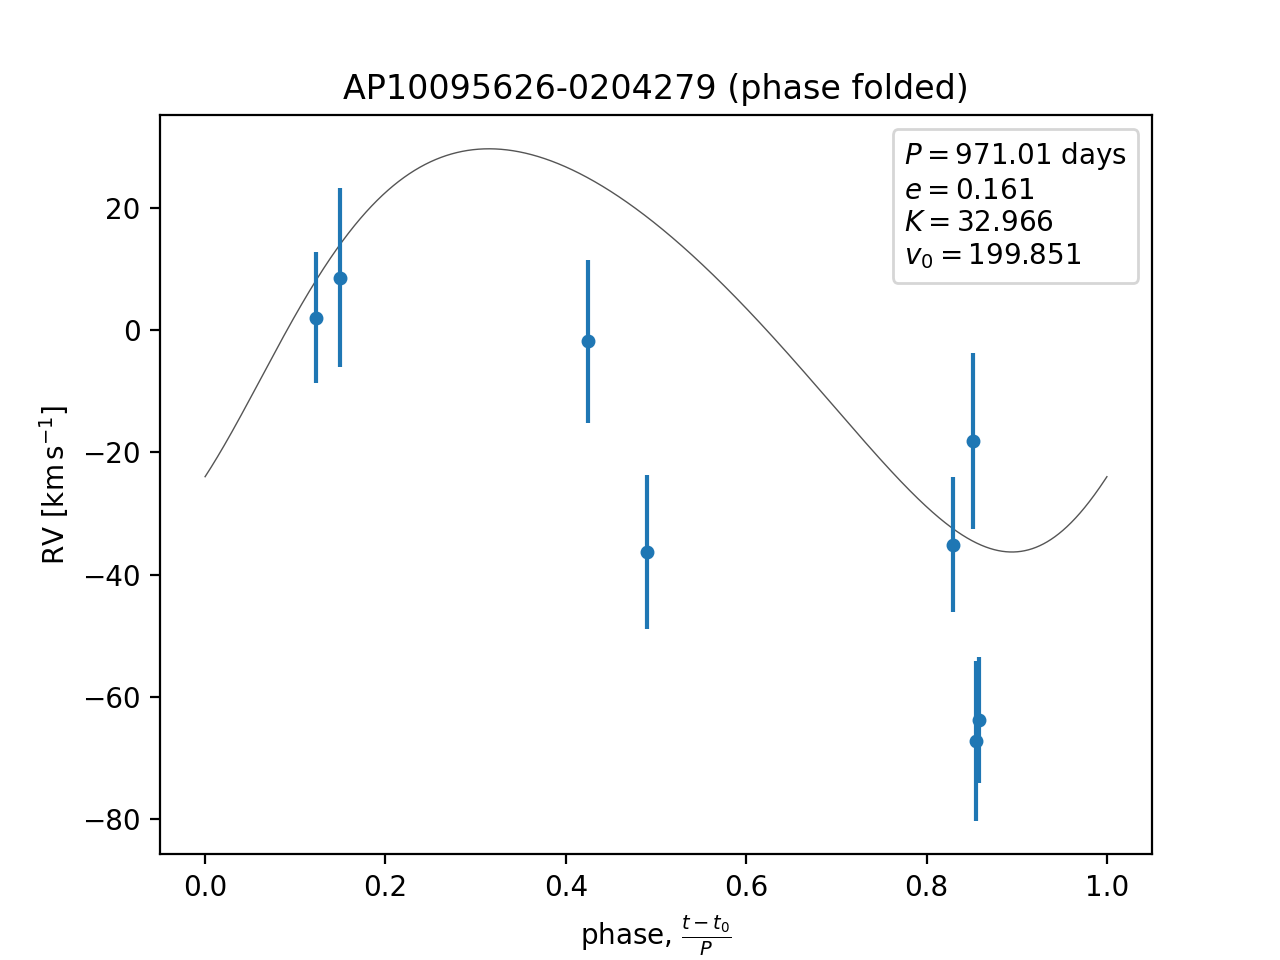 AP10095626-0204279 (phase folded)
P = 971.01 days
e = 0.161
K = 32.966
v₀ = 199.851
RV [km s⁻¹]
20
0
−20
−40
−60
−80
0.0 0.2 0.4 0.6 0.8 1.0
phase, (t − t₀)/P